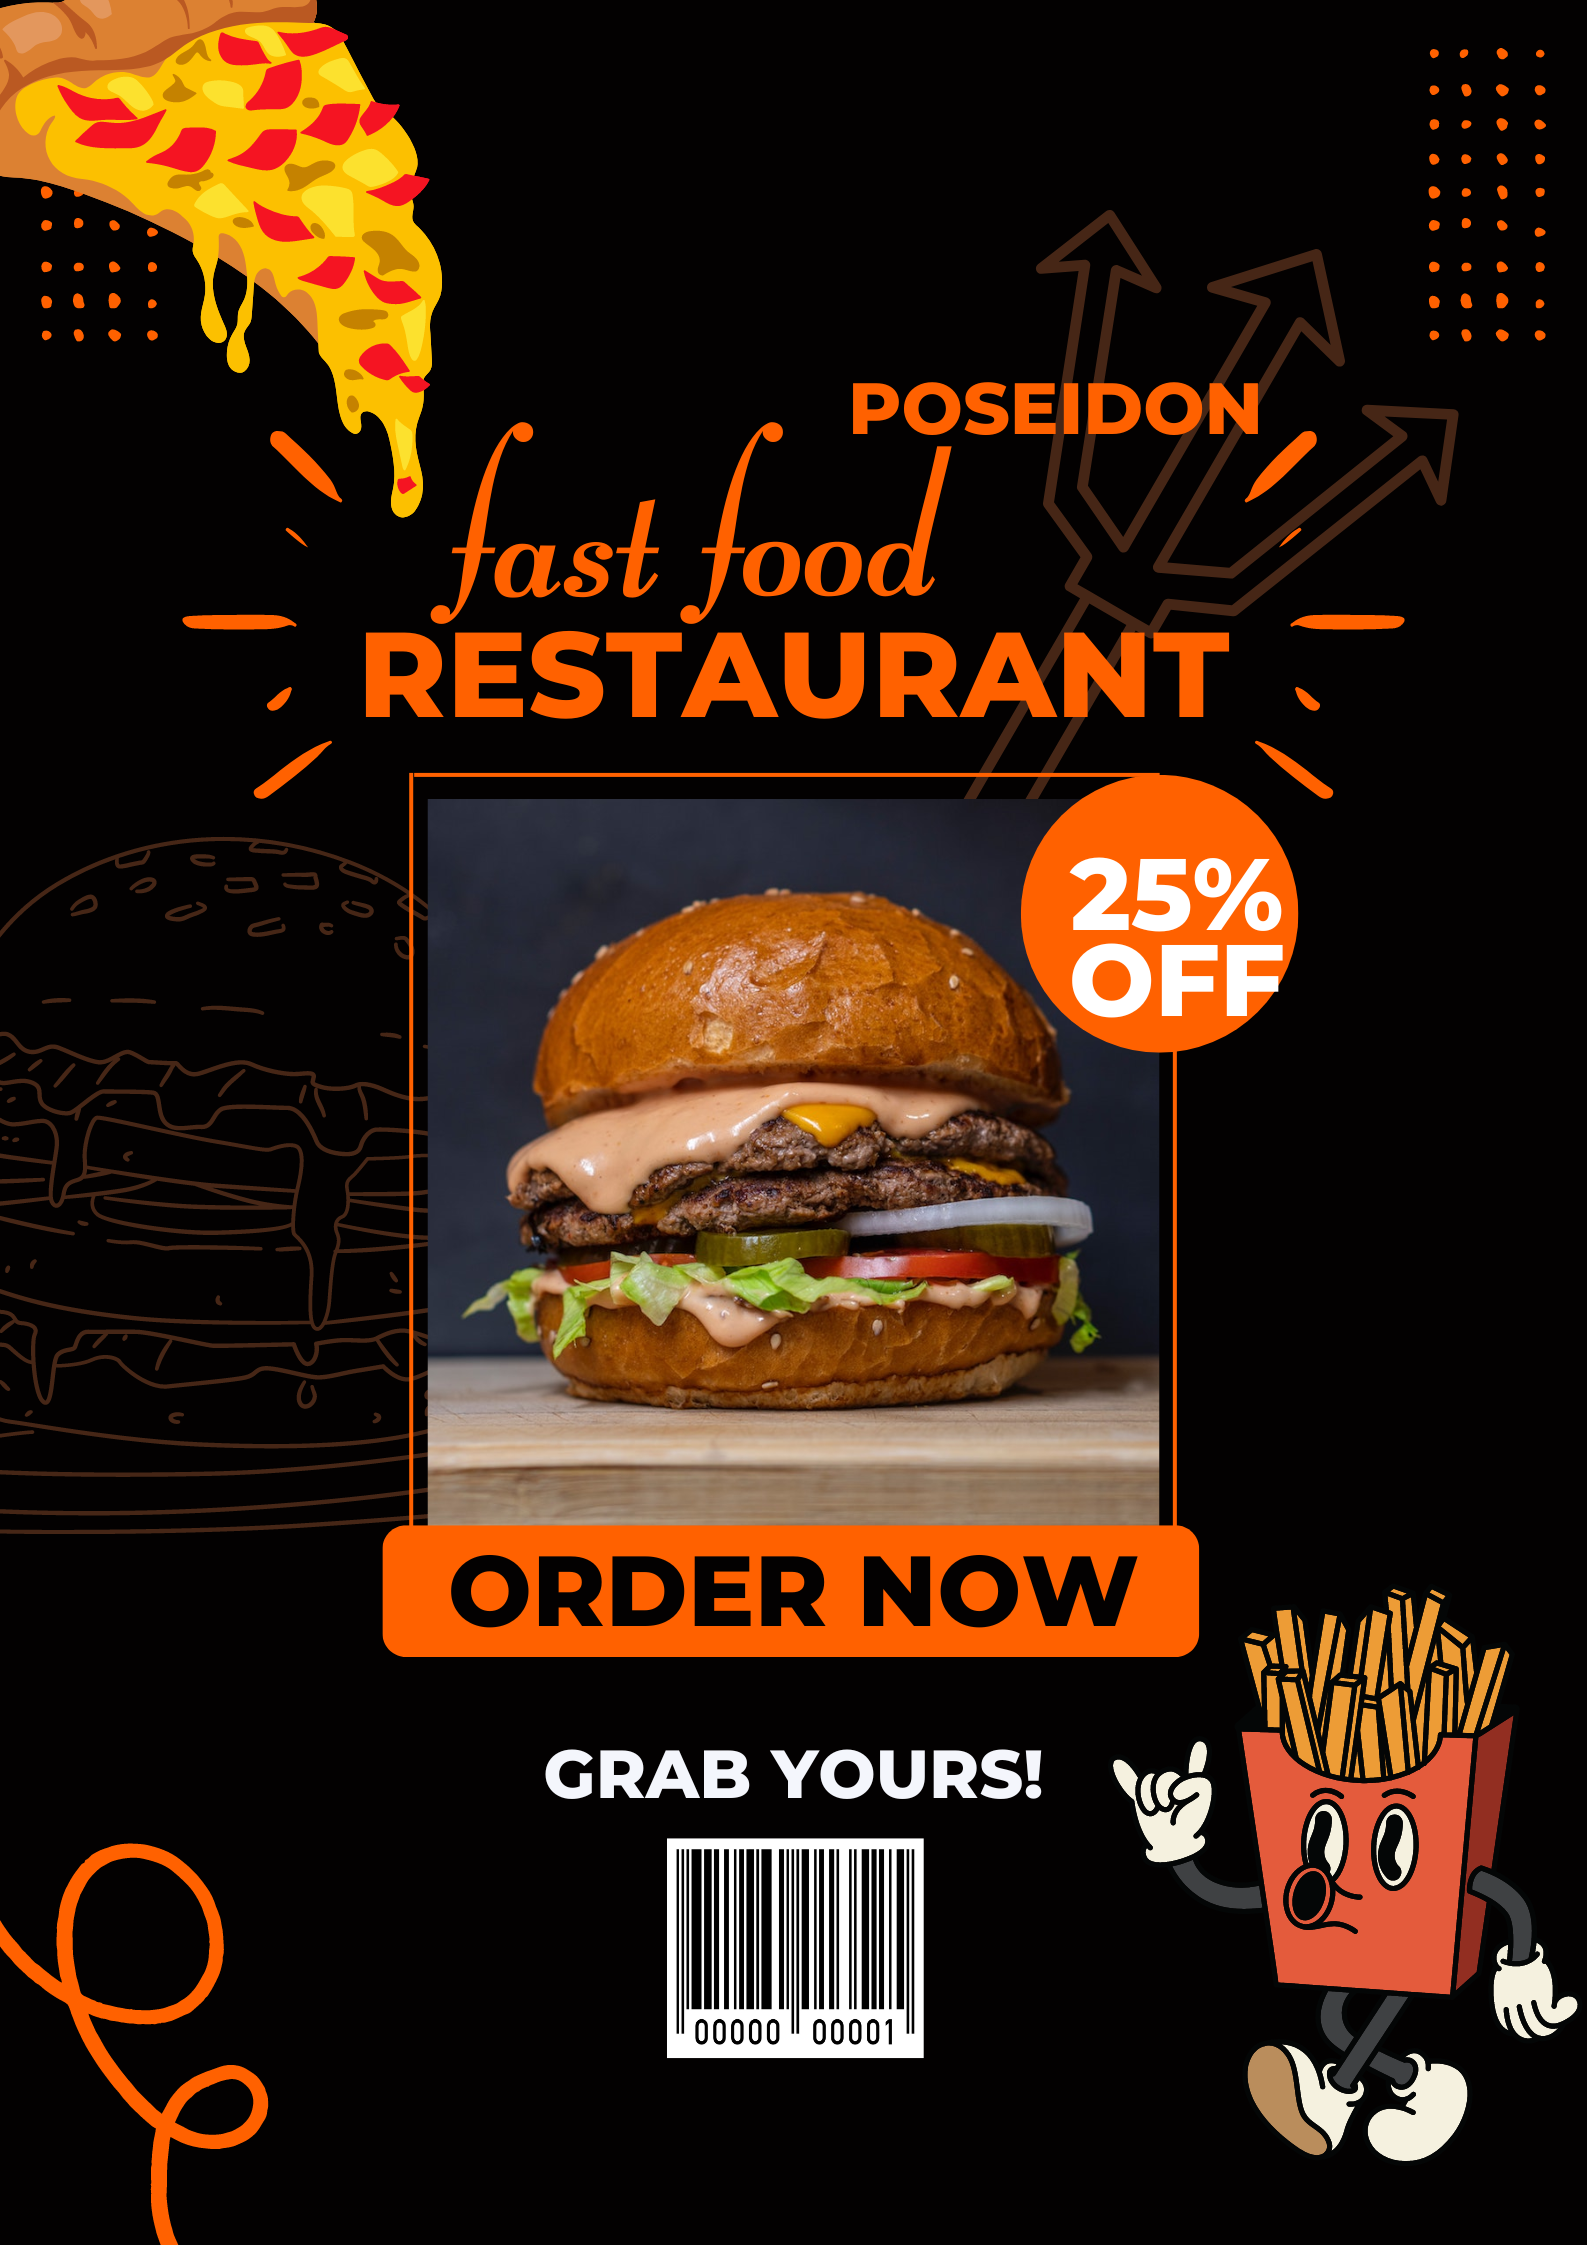 POSEIDON
fast food
RESTAURANT
25%
OFF
ORDER NOW
GRAB YOURS!
00000 00001